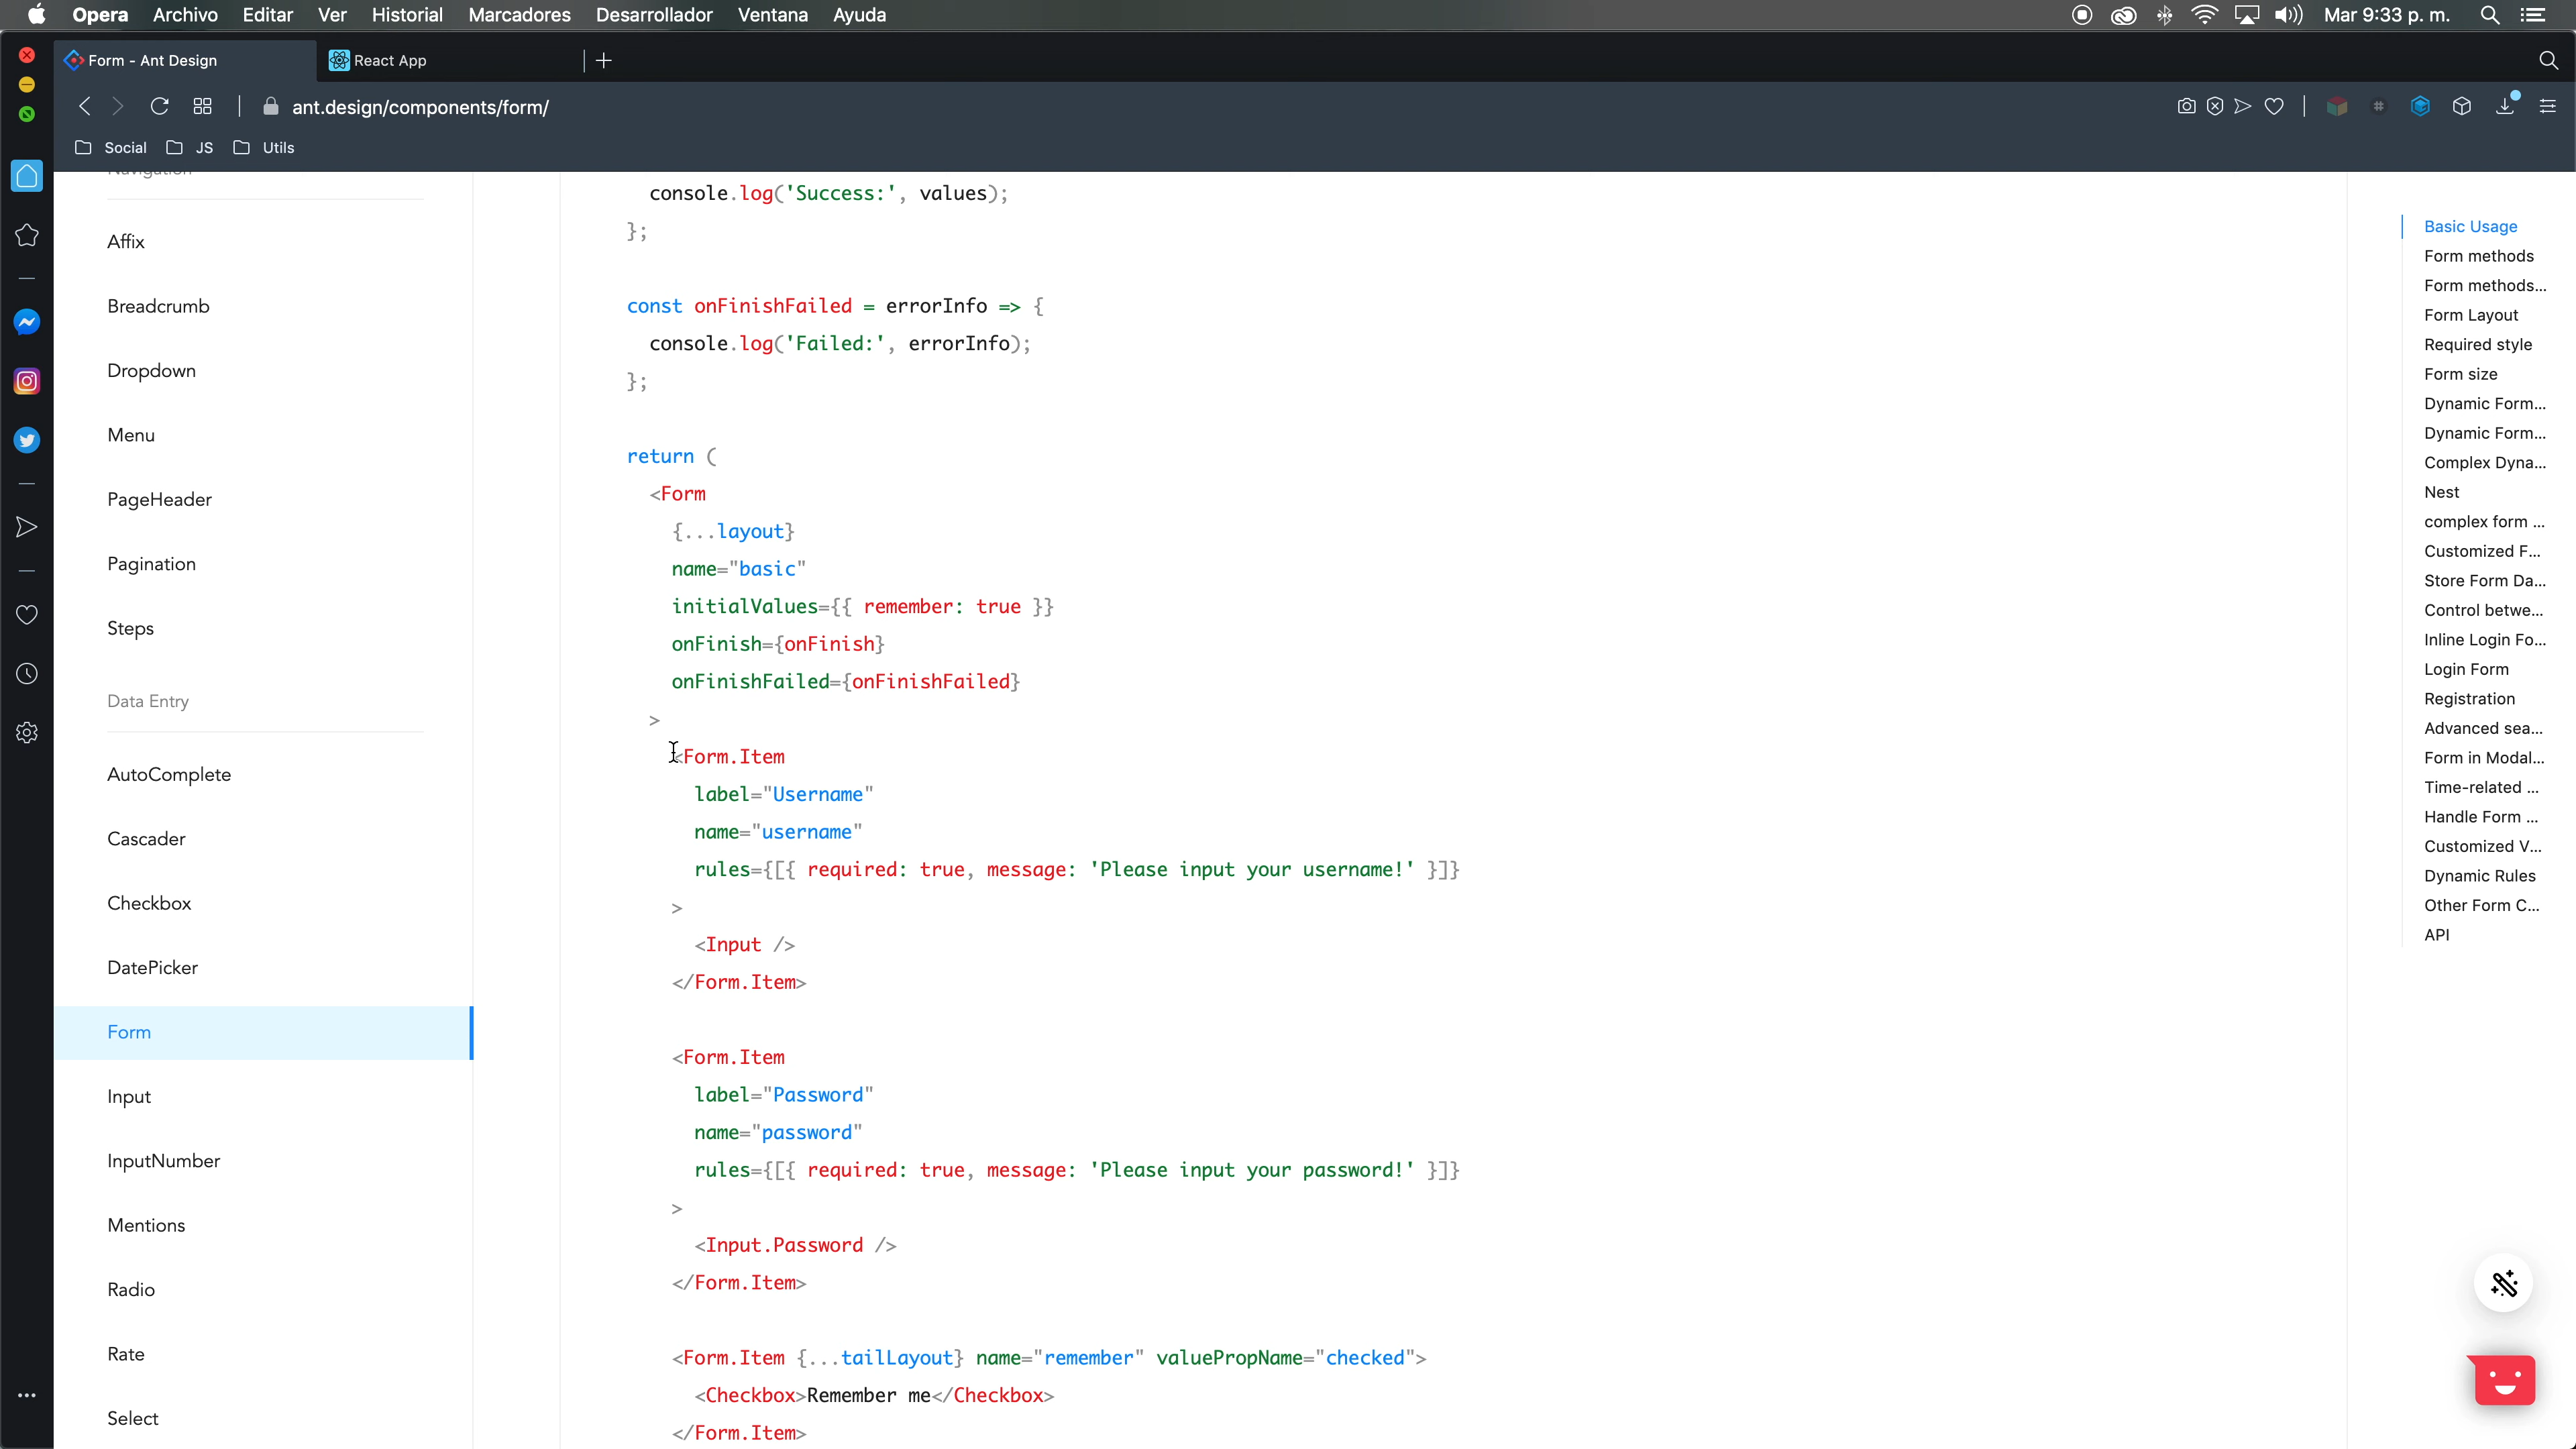 Opera Archivo Editar Ver Historial Marcadores Desarrollador Ventana Ayuda Mar 9:33 p. m.
Form - Ant Design React App
ant.design/components/form/
Social JS Utils
Navigation
Affix
Breadcrumb
Dropdown
Menu
PageHeader
Pagination
Steps
Data Entry
AutoComplete
Cascader
Checkbox
DatePicker
Form
Input
InputNumber
Mentions
Radio
Rate
Select
console.log('Success:', values);
};
const onFinishFailed = errorInfo => {
console.log('Failed:', errorInfo);
};
return (
<Form
{...layout}
name="basic"
initialValues={{ remember: true }}
onFinish={onFinish}
onFinishFailed={onFinishFailed}
>
<Form.Item
label="Username"
name="username"
rules={[{ required: true, message: 'Please input your username!' }]}
>
<Input />
</Form.Item>
<Form.Item
label="Password"
name="password"
rules={[{ required: true, message: 'Please input your password!' }]}
>
<Input.Password />
</Form.Item>
<Form.Item {...tailLayout} name="remember" valuePropName="checked">
<Checkbox>Remember me</Checkbox>
</Form.Item>
Basic Usage
Form methods
Form methods...
Form Layout
Required style
Form size
Dynamic Form...
Dynamic Form...
Complex Dyna...
Nest
complex form ...
Customized F...
Store Form Da...
Control betwe...
Inline Login Fo...
Login Form
Registration
Advanced sea...
Form in Modal...
Time-related ...
Handle Form ...
Customized V...
Dynamic Rules
Other Form C...
API